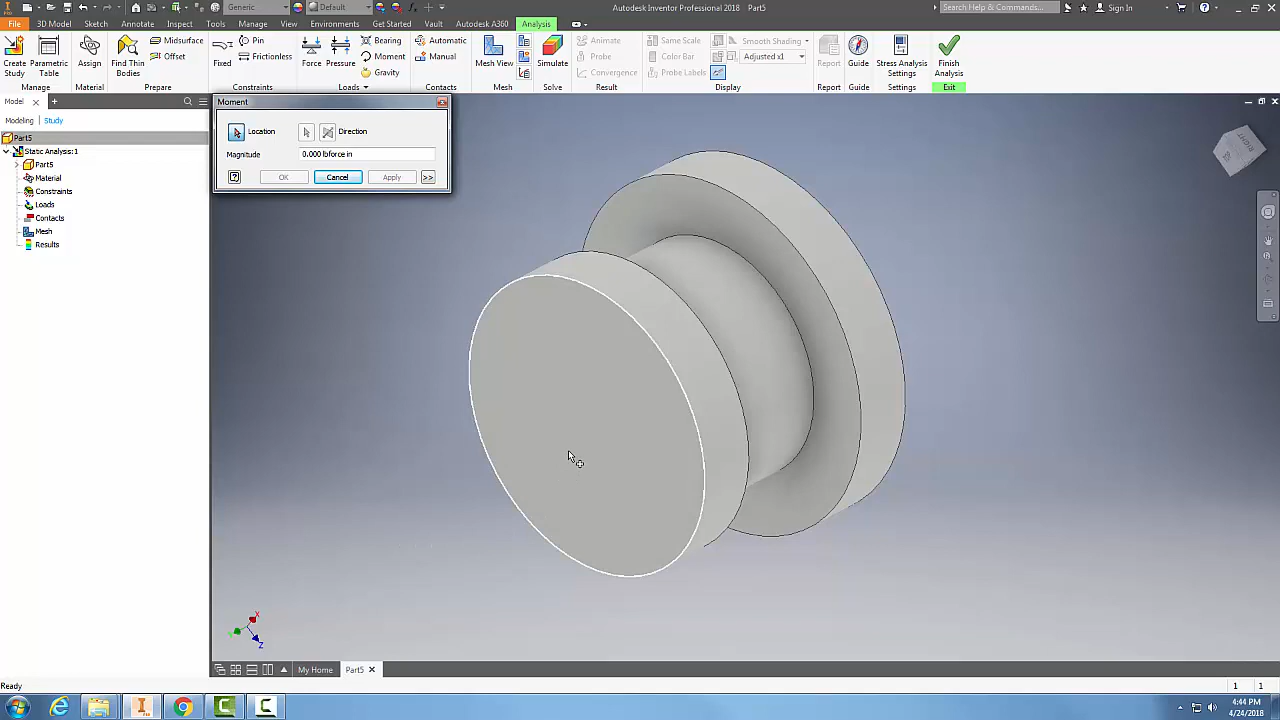 Generic
Default
Autodesk Inventor Professional 2018 Part5
Search Help & Commands...
Sign In
File
3D Model
Sketch
Annotate
Inspect
Tools
Manage
View
Environments
Get Started
Vault
Autodesk A360
Analysis
Create Study
Parametric Table
Assign
Find Thin Bodies
Midsurface
Offset
Fixed
Pin
Frictionless
Force
Pressure
Bearing
Moment
Gravity
Automatic
Manual
Mesh View
Simulate
Animate
Probe
Convergence
Same Scale
Color Bar
Probe Labels
Smooth Shading
Adjusted x1
Report
Guide
Stress Analysis Settings
Finish Analysis
Manage
Material
Prepare
Constraints
Loads
Contacts
Mesh
Solve
Result
Display
Report
Guide
Settings
Exit
Model
Modeling
Study
Part5
Static Analysis:1
Part5
Material
Constraints
Loads
Contacts
Mesh
Results
Moment
Location
Direction
Magnitude
0.000 lbforce in
OK
Cancel
Apply
>>
RIGHT
X
Y
Z
My Home
Part5
Ready
1
1
4:44 PM
4/24/2018